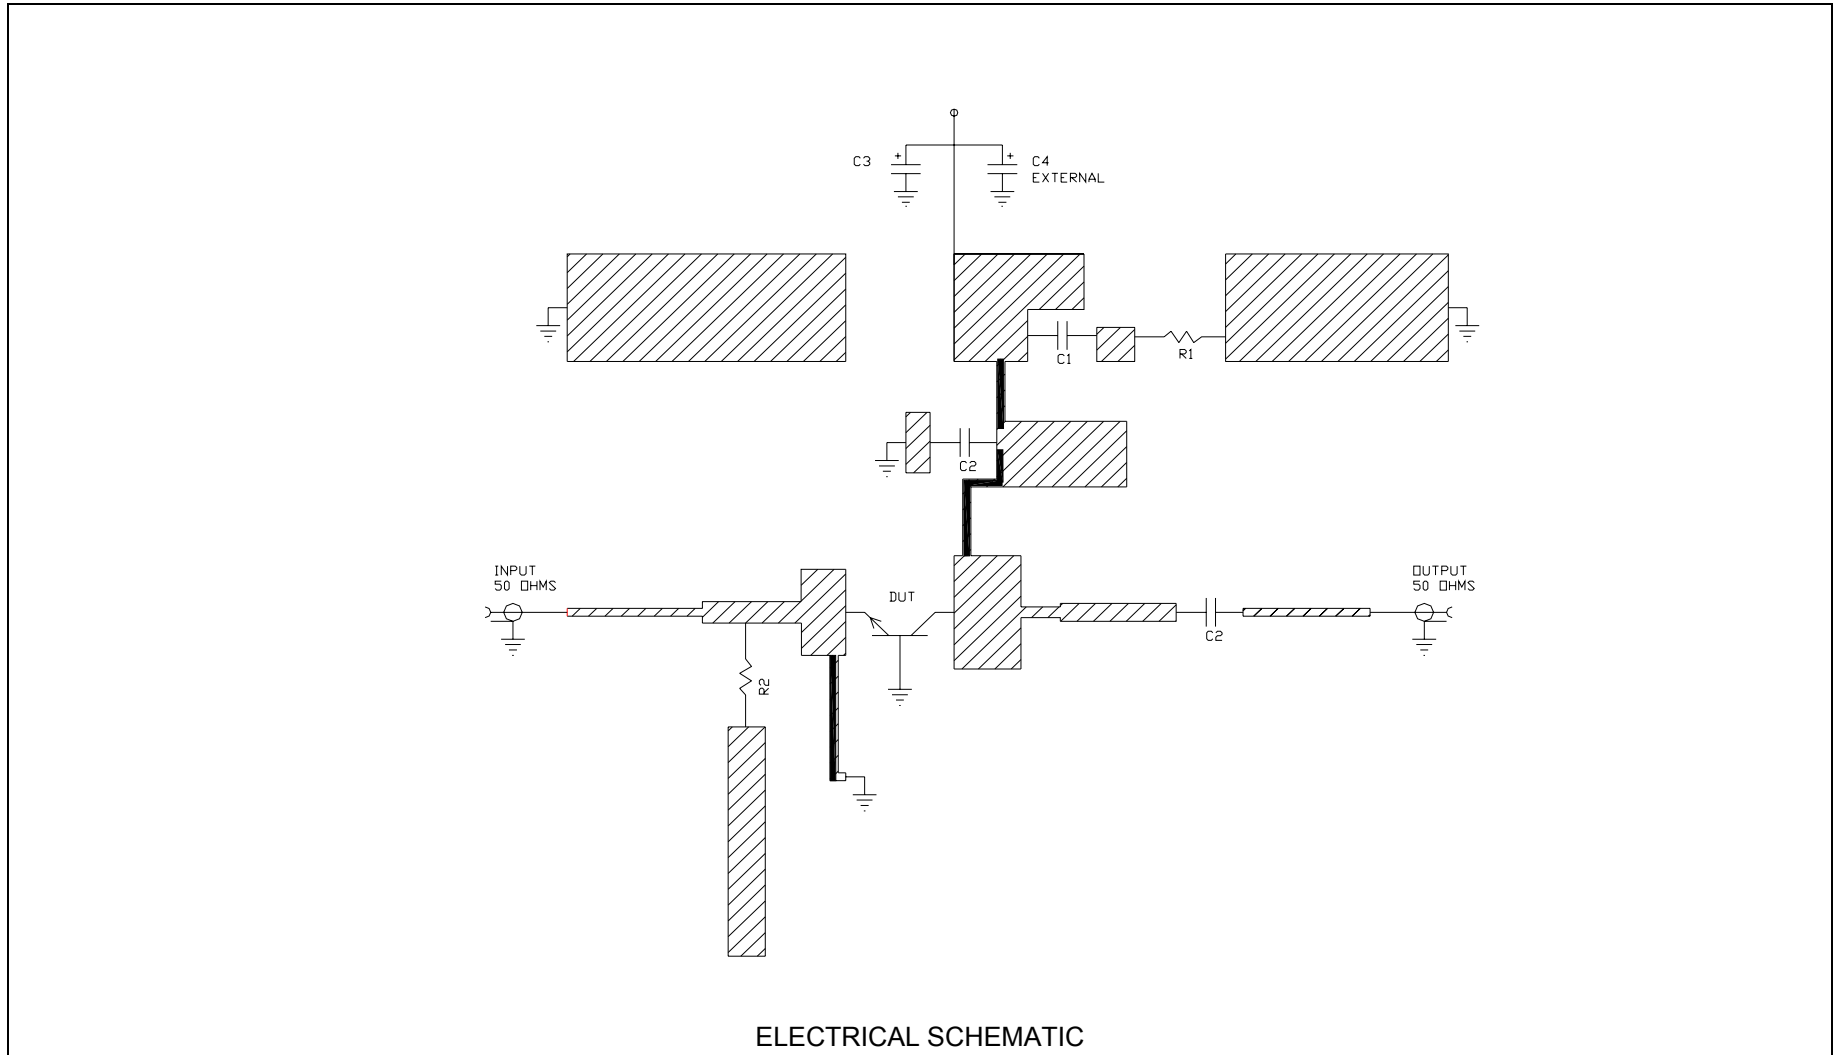 +
+
C3
C4
EXTERNAL
C1
R1
C2
INPUT
50 OHMS
DUT
OUTPUT
50 OHMS
C2
R2
ELECTRICAL SCHEMATIC